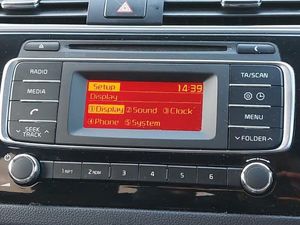 RADIO
MEDIA
SEEK
TRACK
Setup 14:39
Display
①Display ②Sound ③Clock
④Phone ⑤System
TA/SCAN
MENU
FOLDER
1 RPT 2 RDM 3 4 5 6